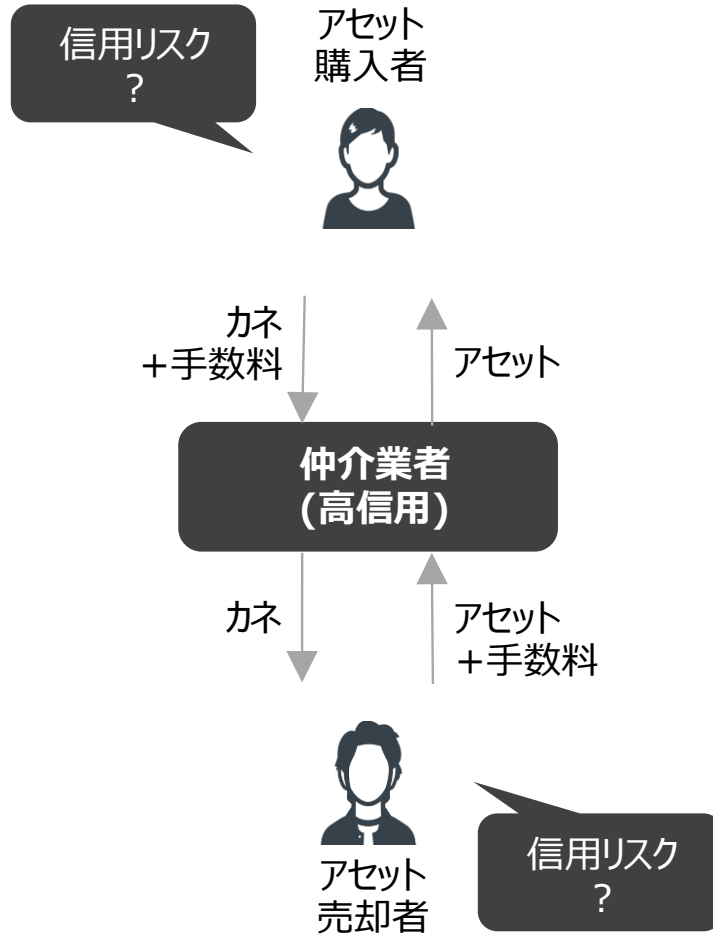 信用リスク
?
アセット
購入者
カネ
+手数料
アセット
仲介業者
(高信用)
カネ
アセット
+手数料
アセット
売却者
信用リスク
?